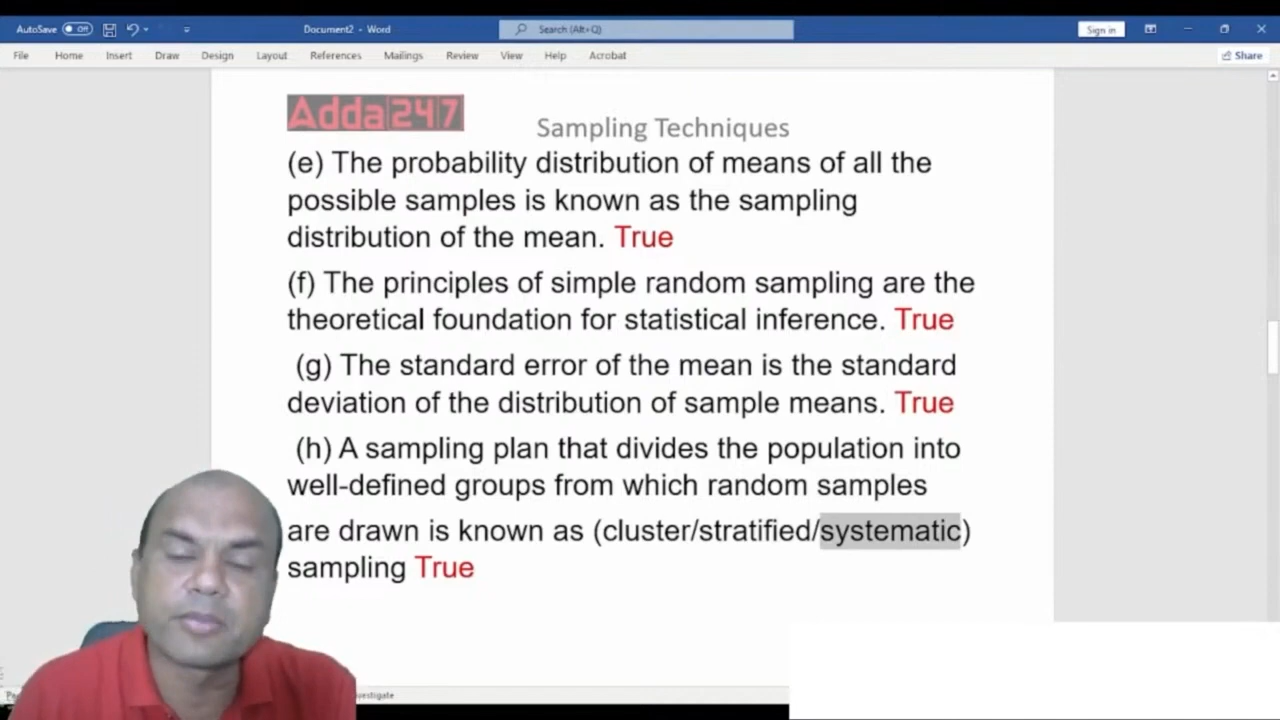 AutoSave Off Document2 - Word Search (Alt+Q) Sign in
File Home Insert Draw Design Layout References Mailings Review View Help Acrobat Share
Adda247
Sampling Techniques
(e) The probability distribution of means of all the
possible samples is known as the sampling
distribution of the mean. True
(f) The principles of simple random sampling are the
theoretical foundation for statistical inference. True
(g) The standard error of the mean is the standard
deviation of the distribution of sample means. True
(h) A sampling plan that divides the population into
well-defined groups from which random samples
are drawn is known as (cluster/stratified/systematic)
sampling True